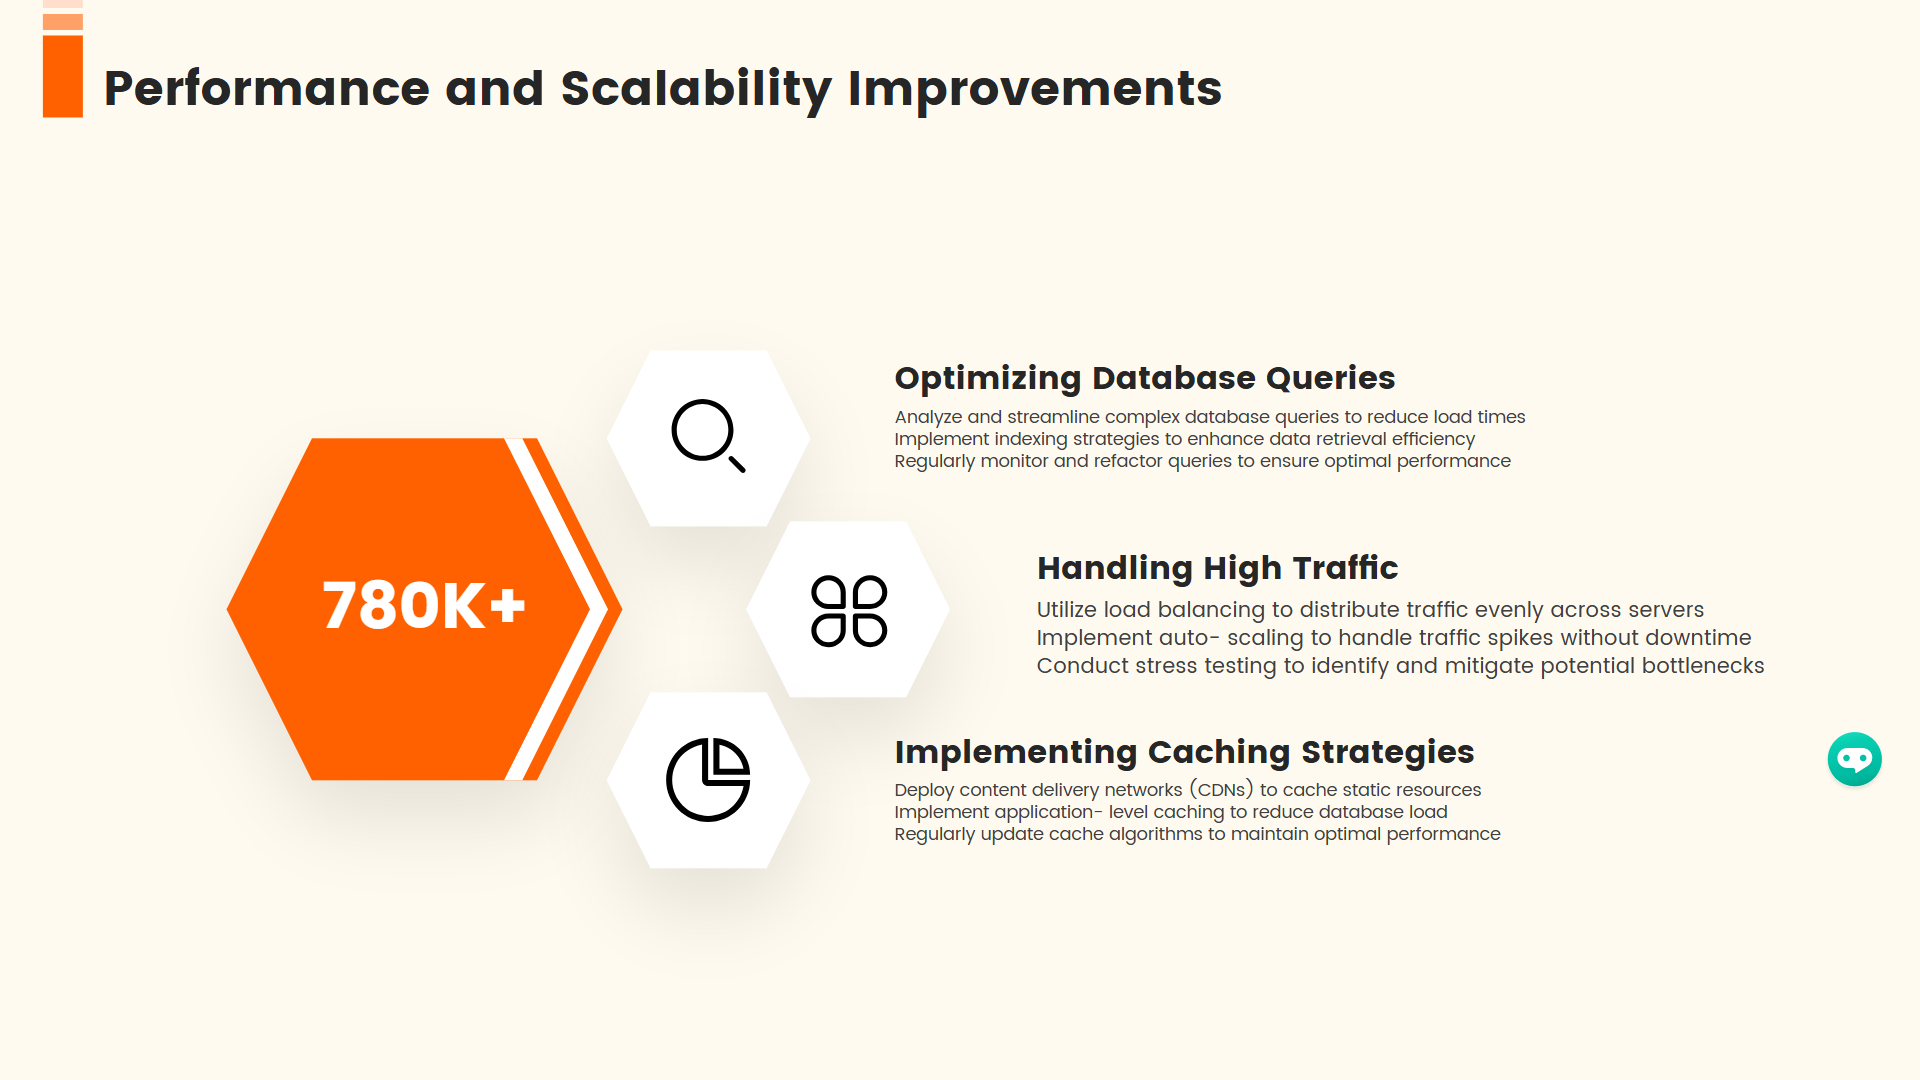 Performance and Scalability Improvements
780K+
Optimizing Database Queries
Analyze and streamline complex database queries to reduce load times
Implement indexing strategies to enhance data retrieval efficiency
Regularly monitor and refactor queries to ensure optimal performance
Handling High Traffic
Utilize load balancing to distribute traffic evenly across servers
Implement auto- scaling to handle traffic spikes without downtime
Conduct stress testing to identify and mitigate potential bottlenecks
Implementing Caching Strategies
Deploy content delivery networks (CDNs) to cache static resources
Implement application- level caching to reduce database load
Regularly update cache algorithms to maintain optimal performance